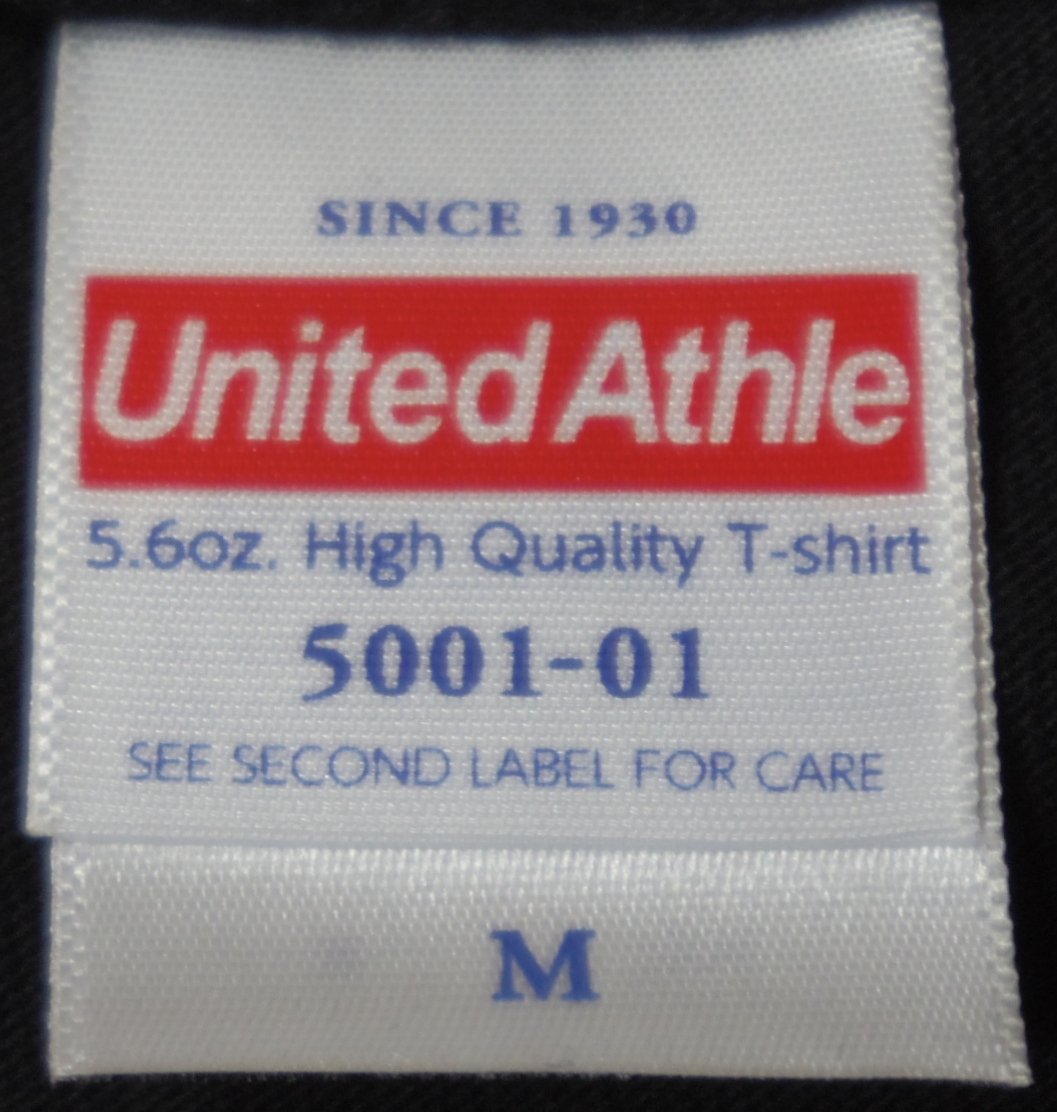 SINCE 1930
United Athle
5.6oz. High Quality T-shirt
5001-01
SEE SECOND LABEL FOR CARE
M